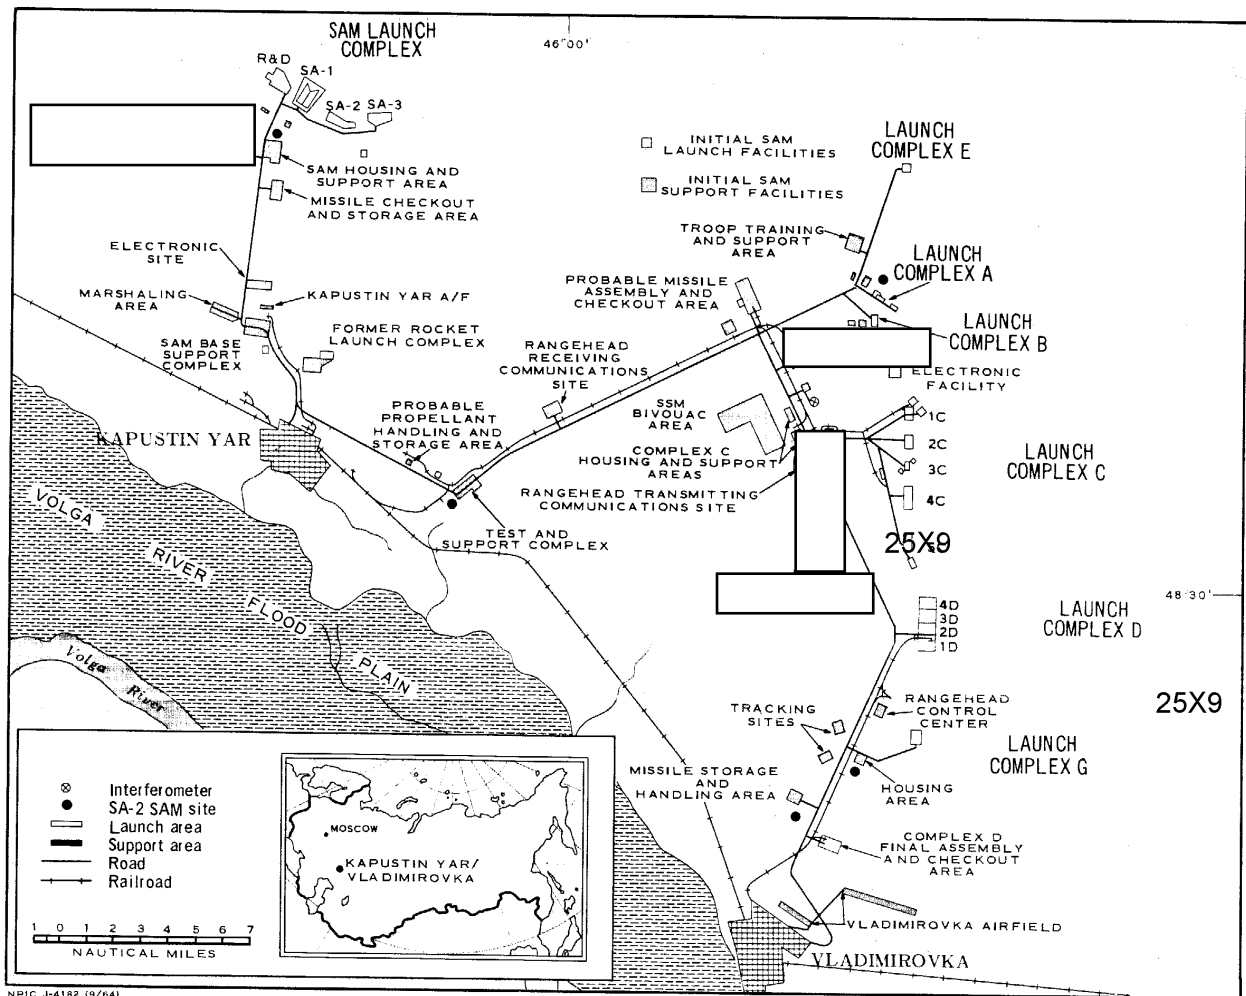 SAM LAUNCH
COMPLEX
46°00'
R&D
SA-1
SA-2
SA-3
SAM HOUSING AND
SUPPORT AREA
MISSILE CHECKOUT
AND STORAGE AREA
INITIAL SAM
LAUNCH FACILITIES
INITIAL SAM
SUPPORT FACILITIES
LAUNCH
COMPLEX E
TROOP TRAINING
AND SUPPORT
AREA
LAUNCH
COMPLEX A
ELECTRONIC
SITE
MARSHALING
AREA
KAPUSTIN YAR A/F
PROBABLE MISSILE
ASSEMBLY AND
CHECKOUT AREA
LAUNCH
COMPLEX B
SAM BASE
SUPPORT
COMPLEX
FORMER ROCKET
LAUNCH COMPLEX
RANGEHEAD
RECEIVING
COMMUNICATIONS
SITE
ELECTRONIC
FACILITY
PROBABLE
PROPELLANT
HANDLING AND
STORAGE AREA
SSM
BIVOUAC
AREA
KAPUSTIN YAR
COMPLEX C
HOUSING AND SUPPORT
AREAS
RANGEHEAD TRANSMITTING
COMMUNICATIONS SITE
1C
2C
3C
4C
LAUNCH
COMPLEX C
TEST AND
SUPPORT COMPLEX
25X9
VOLGA
RIVER
FLOOD
PLAIN
Volga
River
48°30'
4D
3D
2D
1D
LAUNCH
COMPLEX D
25X9
TRACKING
SITES
RANGEHEAD
CONTROL
CENTER
LAUNCH
COMPLEX G
MISSILE STORAGE
AND
HANDLING AREA
HOUSING
AREA
COMPLEX D
FINAL ASSEMBLY
AND CHECKOUT
AREA
VLADIMIROVKA AIRFIELD
VLADIMIROVKA
Interferometer
SA-2 SAM site
Launch area
Support area
Road
Railroad
1 0 1 2 3 4 5 6 7
NAUTICAL MILES
MOSCOW
KAPUSTIN YAR/
VLADIMIROVKA
NPIC J-4182 (9/64)